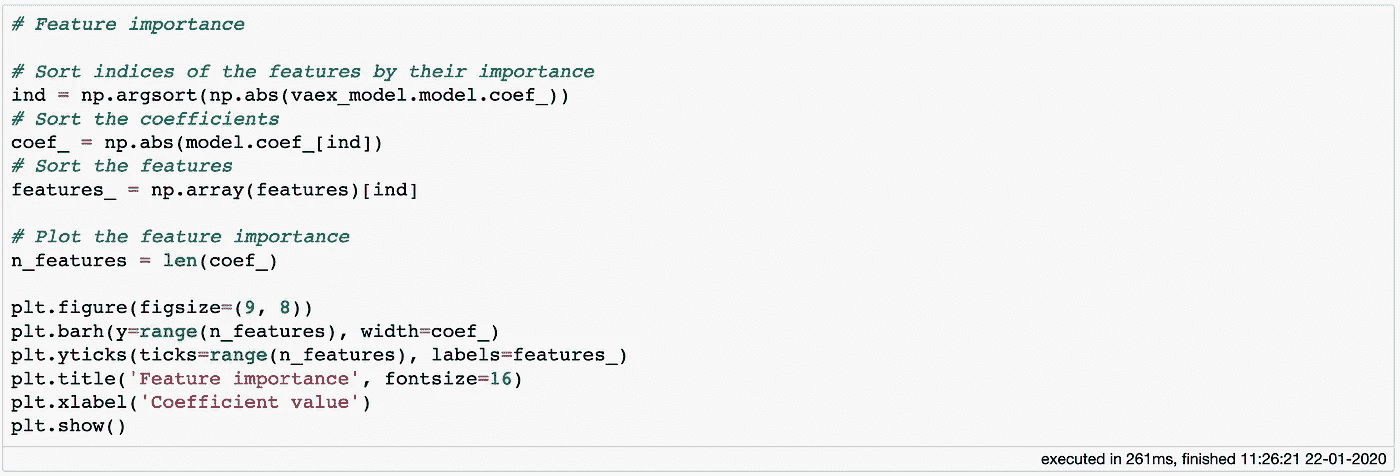 # Feature importance
# Sort indices of the features by their importance
ind = np.argsort(np.abs(vaex_model.model.coef_))
# Sort the coefficients
coef_ = np.abs(model.coef_[ind])
# Sort the features
features_ = np.array(features)[ind]
# Plot the feature importance
n_features = len(coef_)
plt.figure(figsize=(9, 8))
plt.barh(y=range(n_features), width=coef_)
plt.yticks(ticks=range(n_features), labels=features_)
plt.title('Feature importance', fontsize=16)
plt.xlabel('Coefficient value')
plt.show()
executed in 261ms, finished 11:26:21 22-01-2020